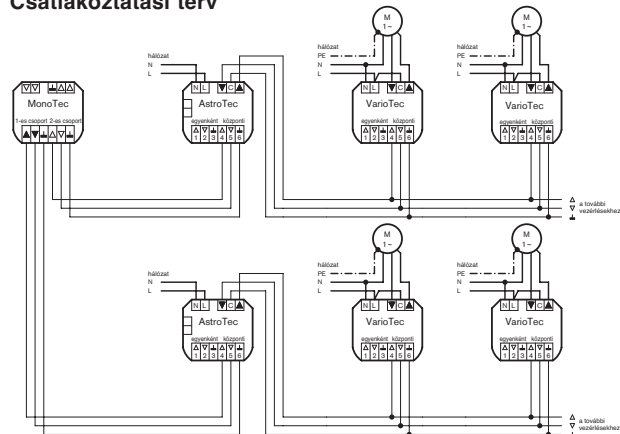 Csatlakoztatási terv
M
1~
M
1~
hálózat
PE
N
L
hálózat
PE
N
L
hálózat
N
L
MonoTec
1-es csoport 2-es csoport
N L C
AstroTec
egyenként központi
1 2 3 4 5 6
N L C
VarioTec
egyenként központi
1 2 3 4 5 6
N L C
VarioTec
egyenként központi
1 2 3 4 5 6
a további
vezérlésekhez
M
1~
M
1~
hálózat
N
L
hálózat
PE
N
L
hálózat
PE
N
L
N L C
AstroTec
egyenként központi
1 2 3 4 5 6
N L C
VarioTec
egyenként központi
1 2 3 4 5 6
N L C
VarioTec
egyenként központi
1 2 3 4 5 6
a további
vezérlésekhez